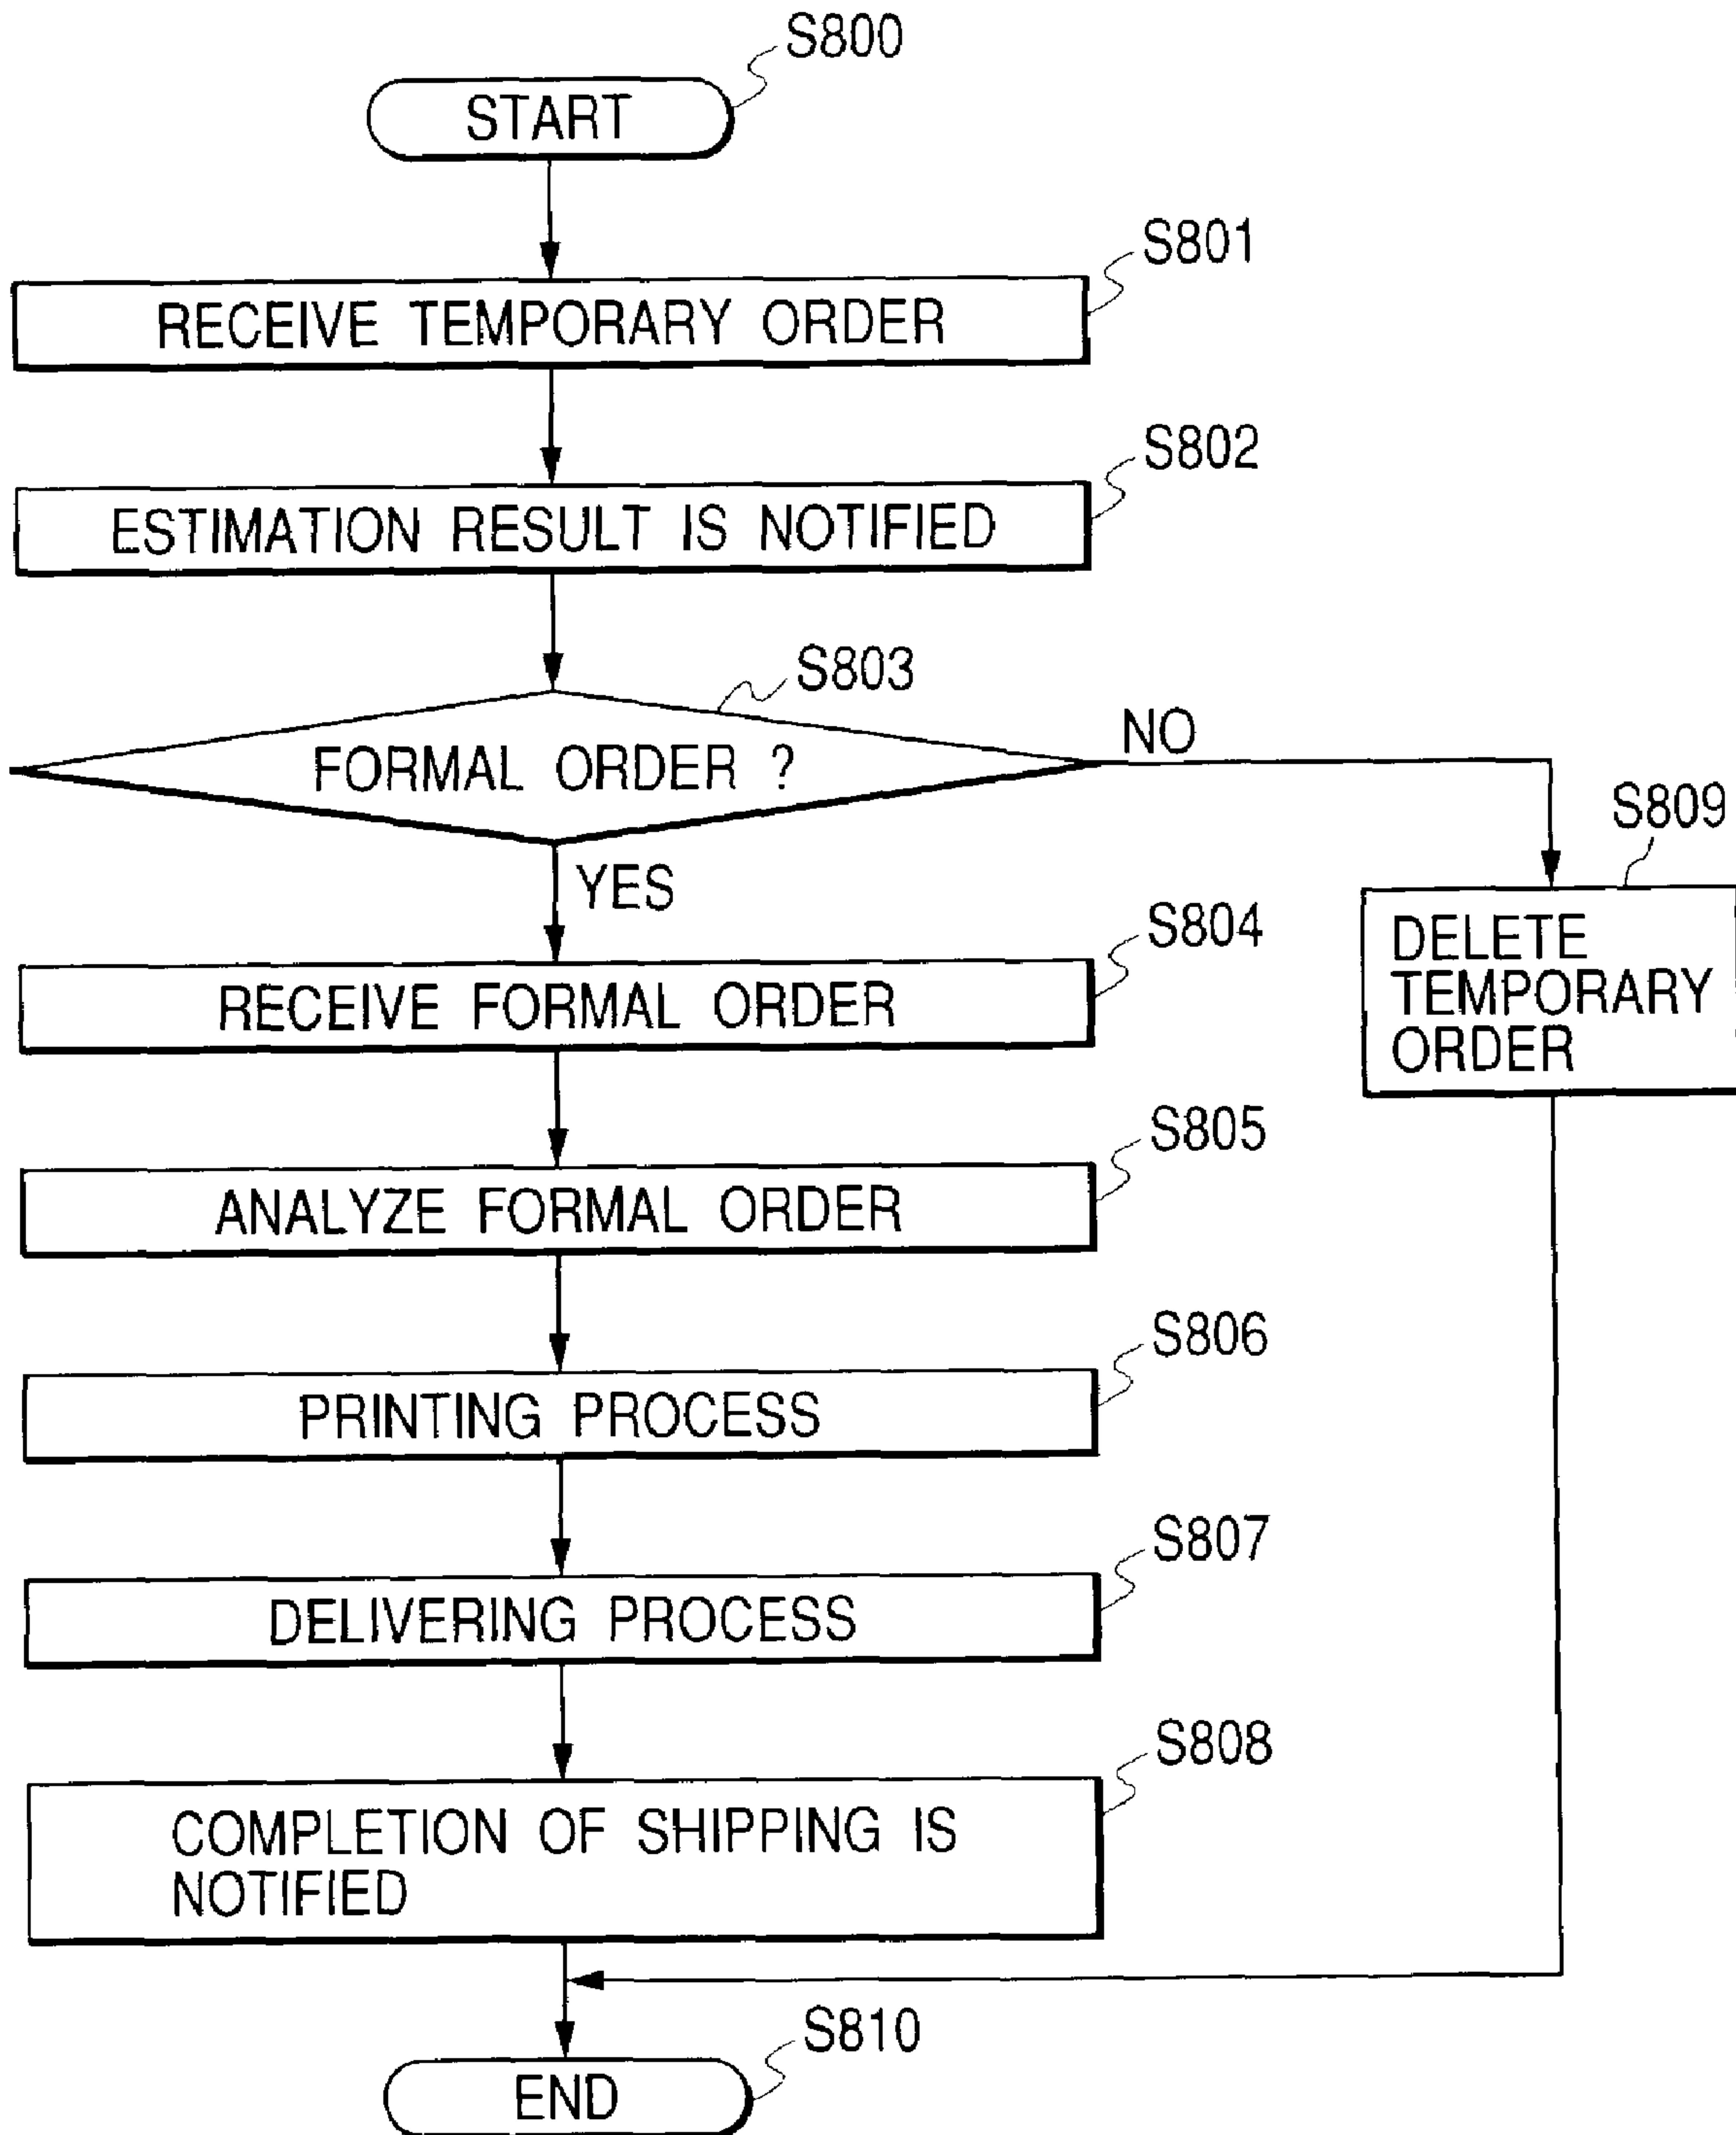 S800
START
S801
RECEIVE TEMPORARY ORDER
S802
ESTIMATION RESULT IS NOTIFIED
S803
FORMAL ORDER ?
NO
YES
S809
DELETE
TEMPORARY
ORDER
S804
RECEIVE FORMAL ORDER
S805
ANALYZE FORMAL ORDER
S806
PRINTING PROCESS
S807
DELIVERING PROCESS
S808
COMPLETION OF SHIPPING IS
NOTIFIED
S810
END